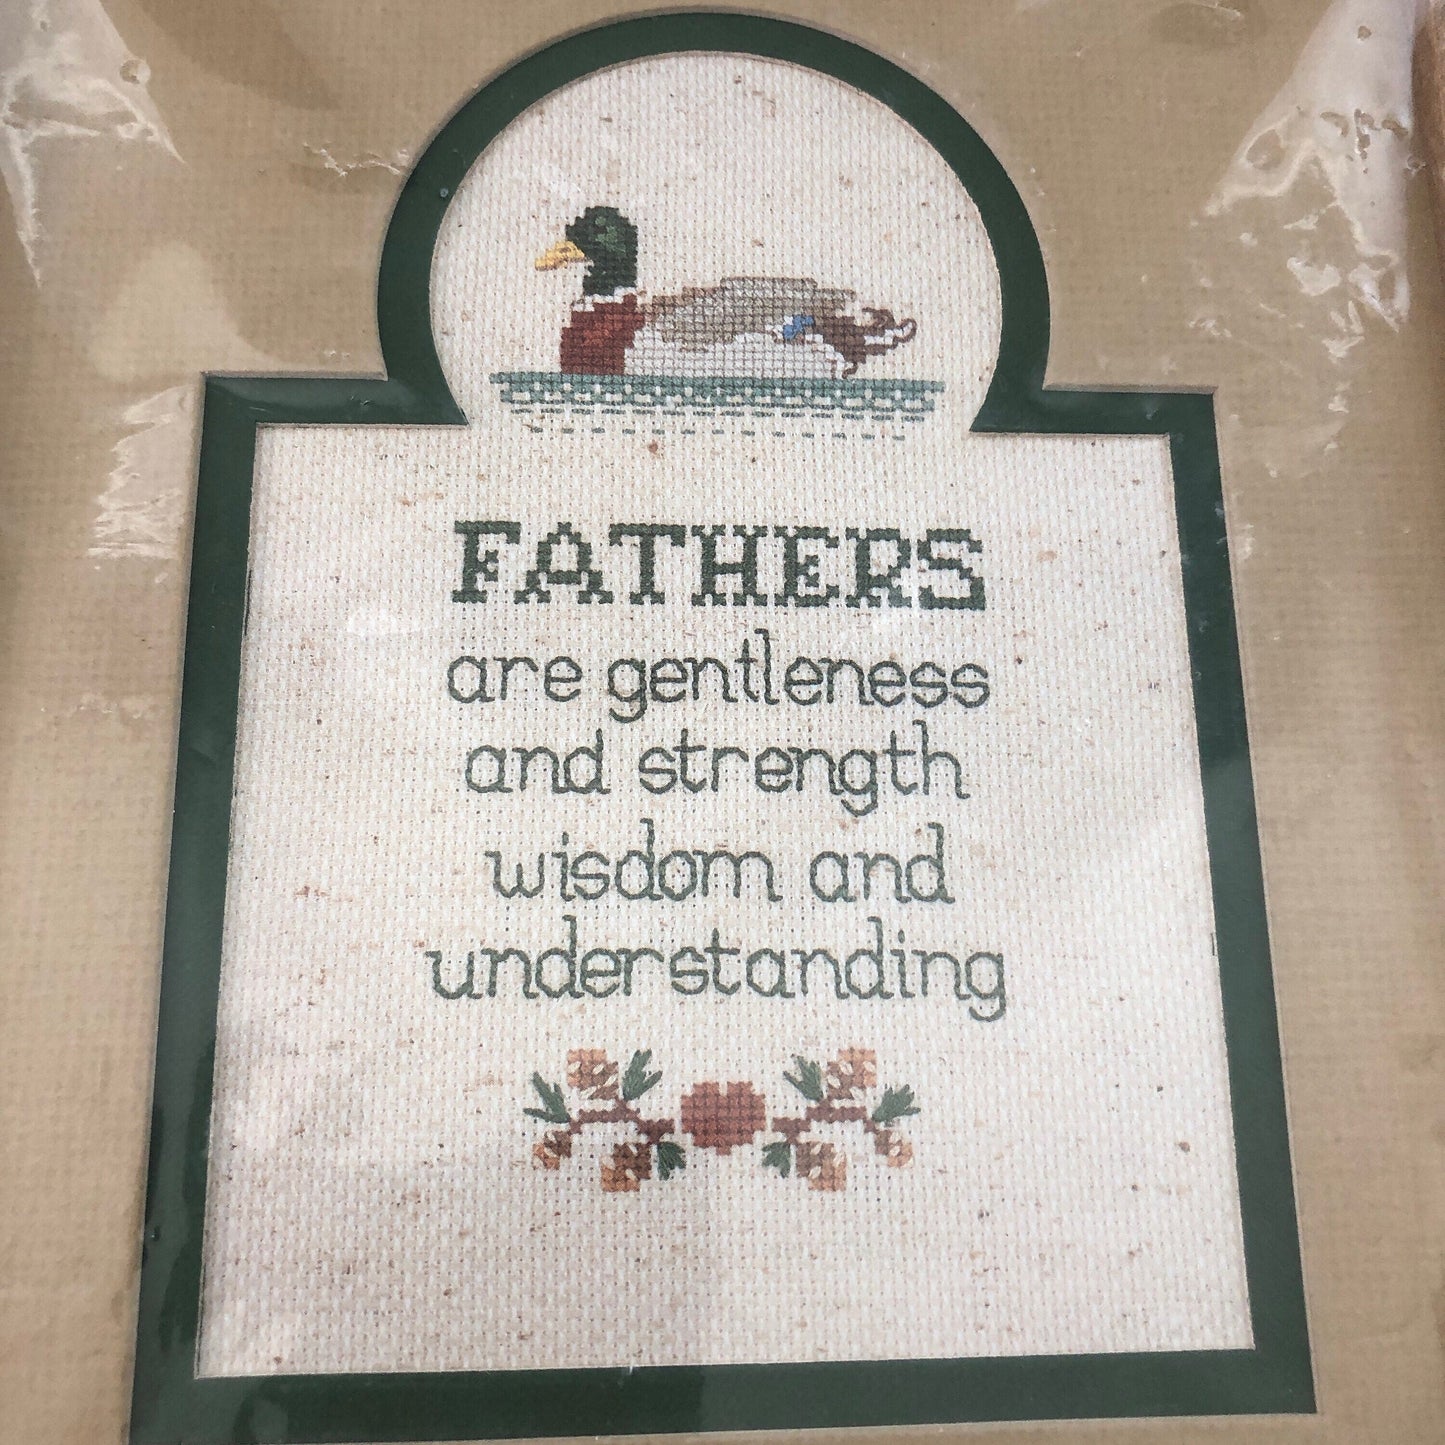 FATHERS
are gentleness
and strength
wisdom and
understanding